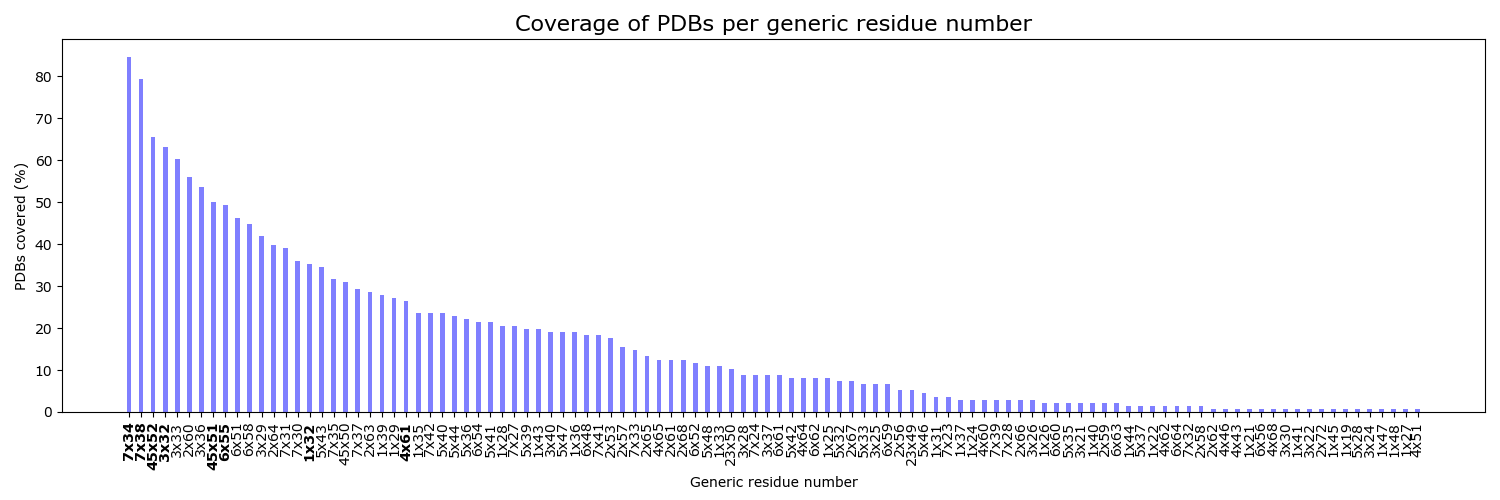 Coverage of PDBs per generic residue number
PDBs covered (%)
80
70
60
50
40
30
20
10
0
7x34
7x38
45x52
3x32
3x33
2x60
3x36
45x51
6x55
6x51
6x58
3x29
2x64
7x31
7x30
1x32
5x43
7x35
45x50
7x37
2x63
1x39
1x29
4x61
1x35
7x42
5x40
5x44
5x36
6x54
5x41
1x28
7x27
5x39
1x43
3x40
5x47
1x36
6x48
7x41
2x53
2x57
7x33
2x65
4x65
2x61
2x68
6x52
5x48
1x33
23x50
3x28
7x24
3x37
6x61
5x42
4x64
6x62
1x25
5x32
2x67
5x33
3x25
6x59
2x56
23x49
5x46
1x31
7x23
1x37
1x24
4x60
7x39
7x28
2x66
3x26
1x26
6x60
5x35
3x21
1x40
2x59
6x63
1x44
5x37
1x22
4x62
6x64
7x32
2x58
2x62
4x46
4x43
1x21
6x56
4x68
3x30
1x41
3x22
2x72
1x45
1x19
5x28
3x24
1x47
1x48
1x27
4x51
Generic residue number